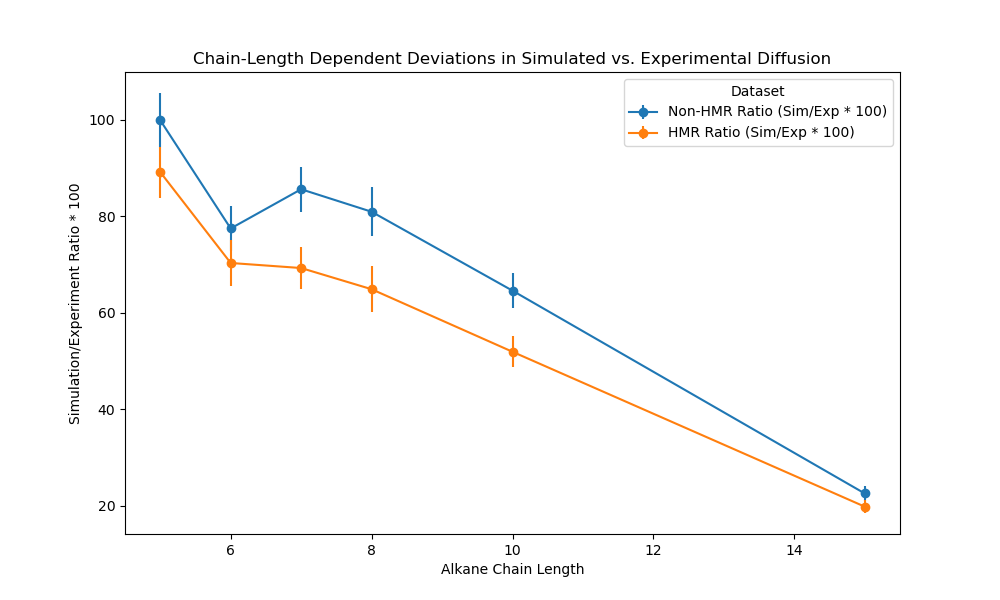 Chain-Length Dependent Deviations in Simulated vs. Experimental Diffusion
Dataset
Non-HMR Ratio (Sim/Exp * 100)
HMR Ratio (Sim/Exp * 100)
Simulation/Experiment Ratio * 100
100
80
60
40
20
6 8 10 12 14
Alkane Chain Length